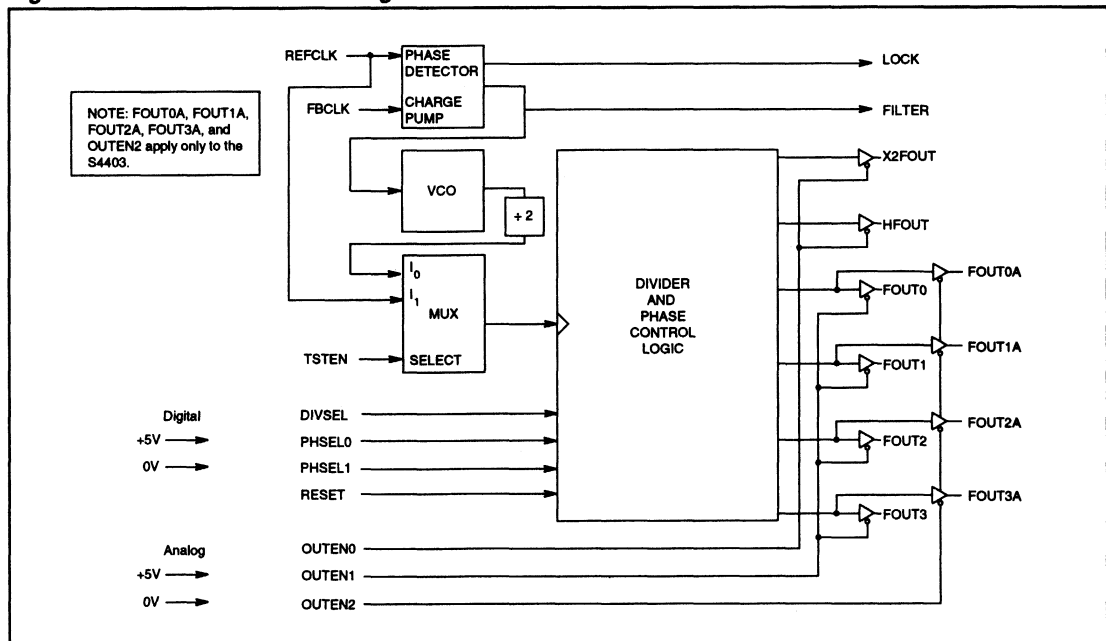 REFCLK
PHASE
DETECTOR
LOCK
FBCLK
CHARGE
PUMP
FILTER
NOTE: FOUT0A, FOUT1A,
FOUT2A, FOUT3A, and
OUTEN2 apply only to the
S4403.
VCO
÷ 2
X2FOUT
HFOUT
I0
I1
MUX
TSTEN
SELECT
DIVIDER
AND
PHASE
CONTROL
LOGIC
FOUT0A
FOUT0
FOUT1A
FOUT1
FOUT2A
FOUT2
FOUT3A
FOUT3
Digital
+5V
0V
DIVSEL
PHSEL0
PHSEL1
RESET
Analog
+5V
0V
OUTEN0
OUTEN1
OUTEN2